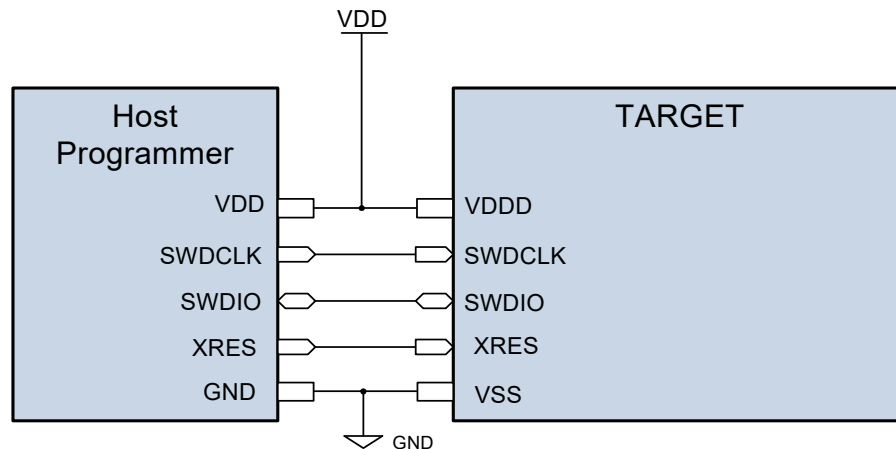 VDD
Host
Programmer
TARGET
VDD
VDDD
SWDCLK
SWDCLK
SWDIO
SWDIO
XRES
XRES
GND
VSS
GND